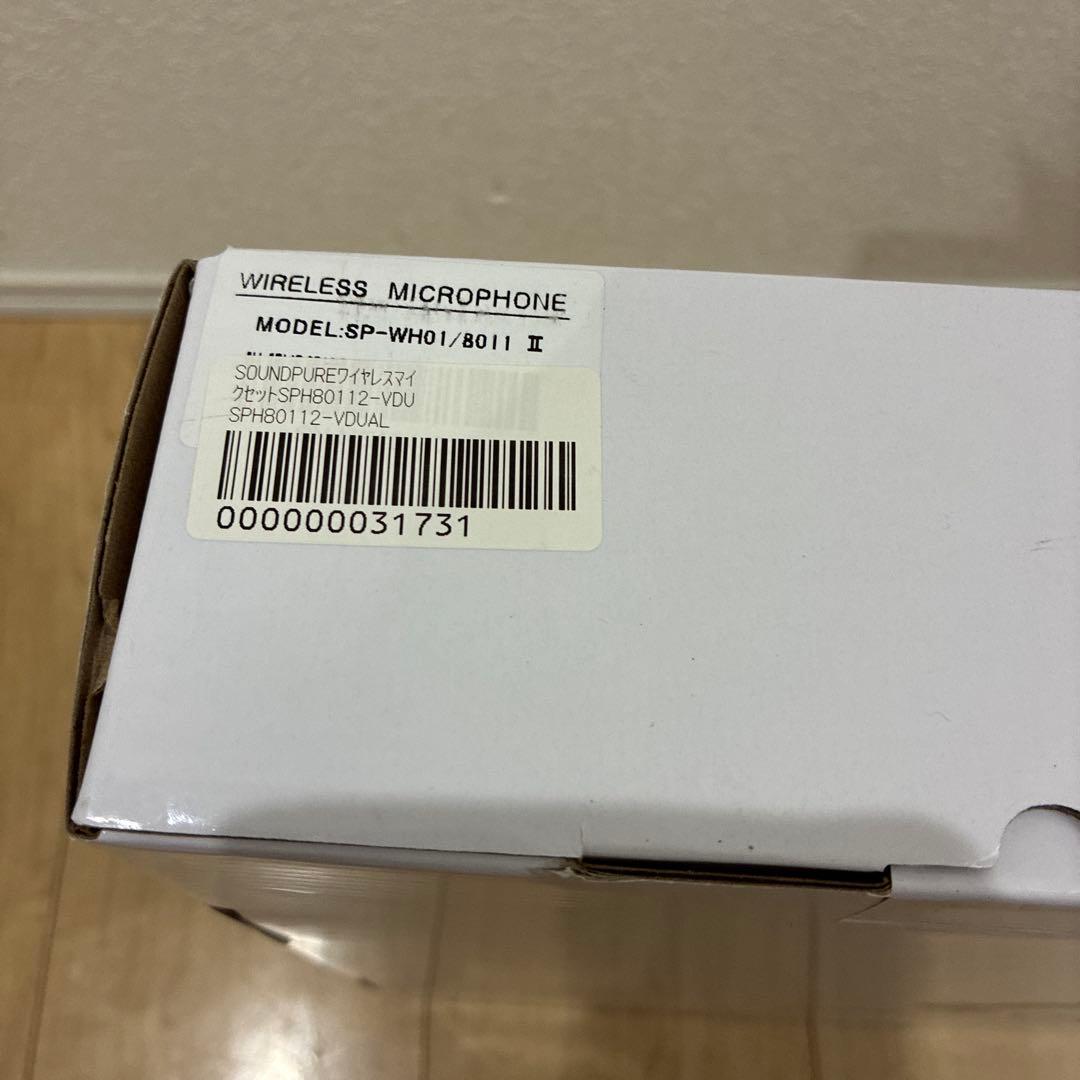 WIRELESS MICROPHONE
MODEL:SP-WH01/8011 Ⅱ
SOUNDPUREワイヤレスマイ
クセットSPH80112-VDU
SPH80112-VDUAL
000000031731